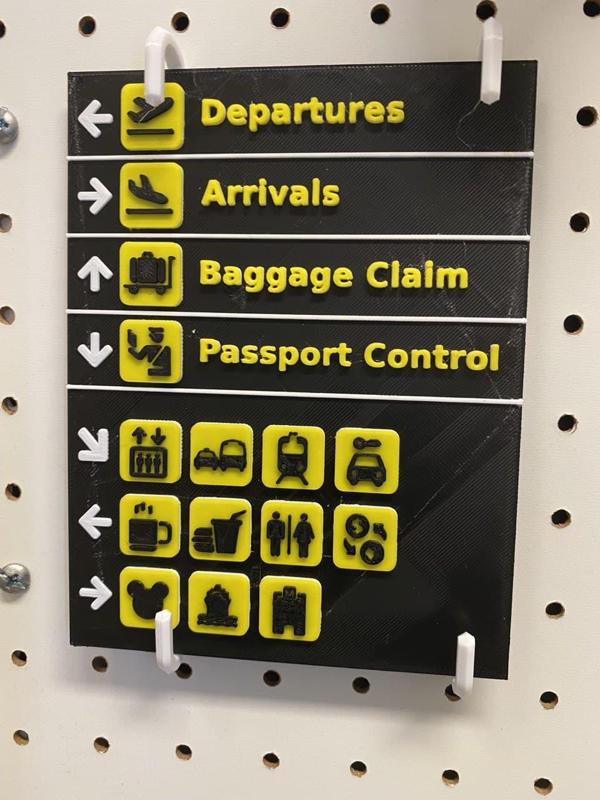 Departures
Arrivals
Baggage Claim
Passport Control